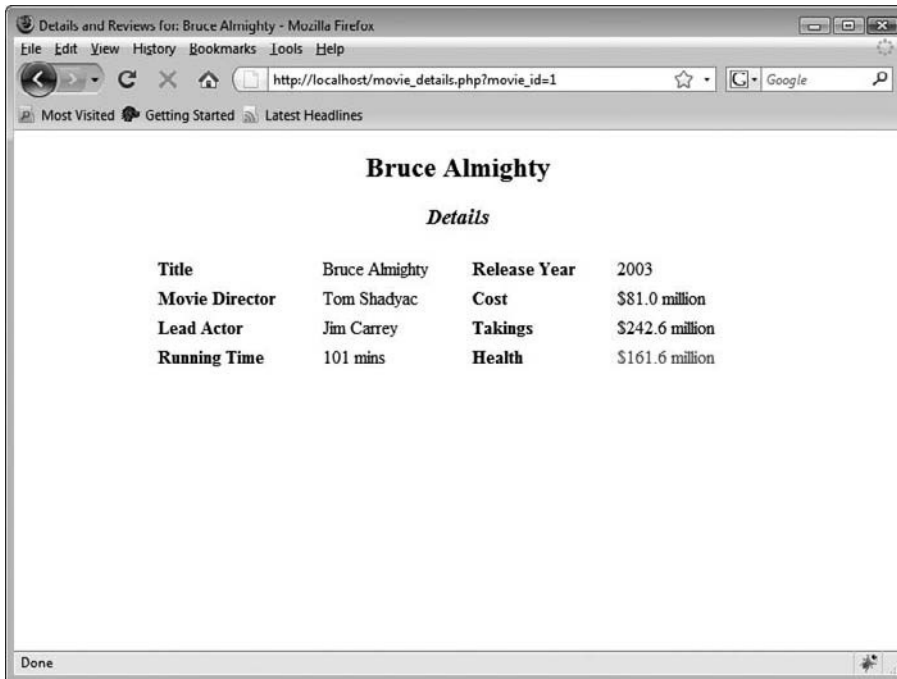 Details and Reviews for: Bruce Almighty - Mozilla Firefox
File Edit View History Bookmarks Tools Help
http://localhost/movie_details.php?movie_id=1
G Google
Most Visited Getting Started Latest Headlines
Bruce Almighty
Details
Title Bruce Almighty Release Year 2003
Movie Director Tom Shadyac Cost $81.0 million
Lead Actor Jim Carrey Takings $242.6 million
Running Time 101 mins Health $161.6 million
Done